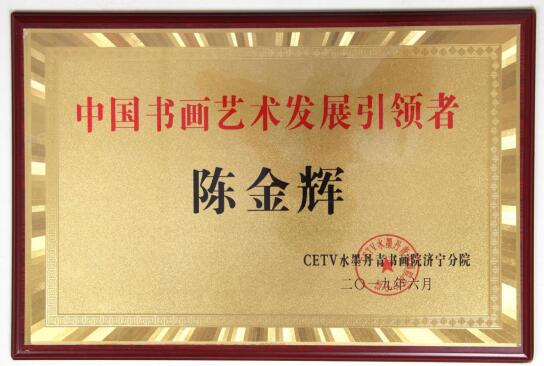 中国书画艺术发展引领者
陈金辉
CETV水墨丹青书画院济宁分院
二〇一九年六月